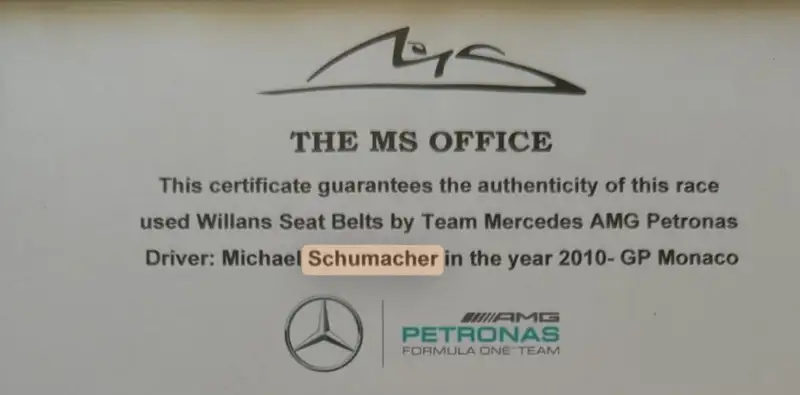 THE MS OFFICE
This certificate guarantees the authenticity of this race
used Willans Seat Belts by Team Mercedes AMG Petronas
Driver: Michael Schumacher in the year 2010- GP Monaco
AMG
PETRONAS
FORMULA ONE TEAM